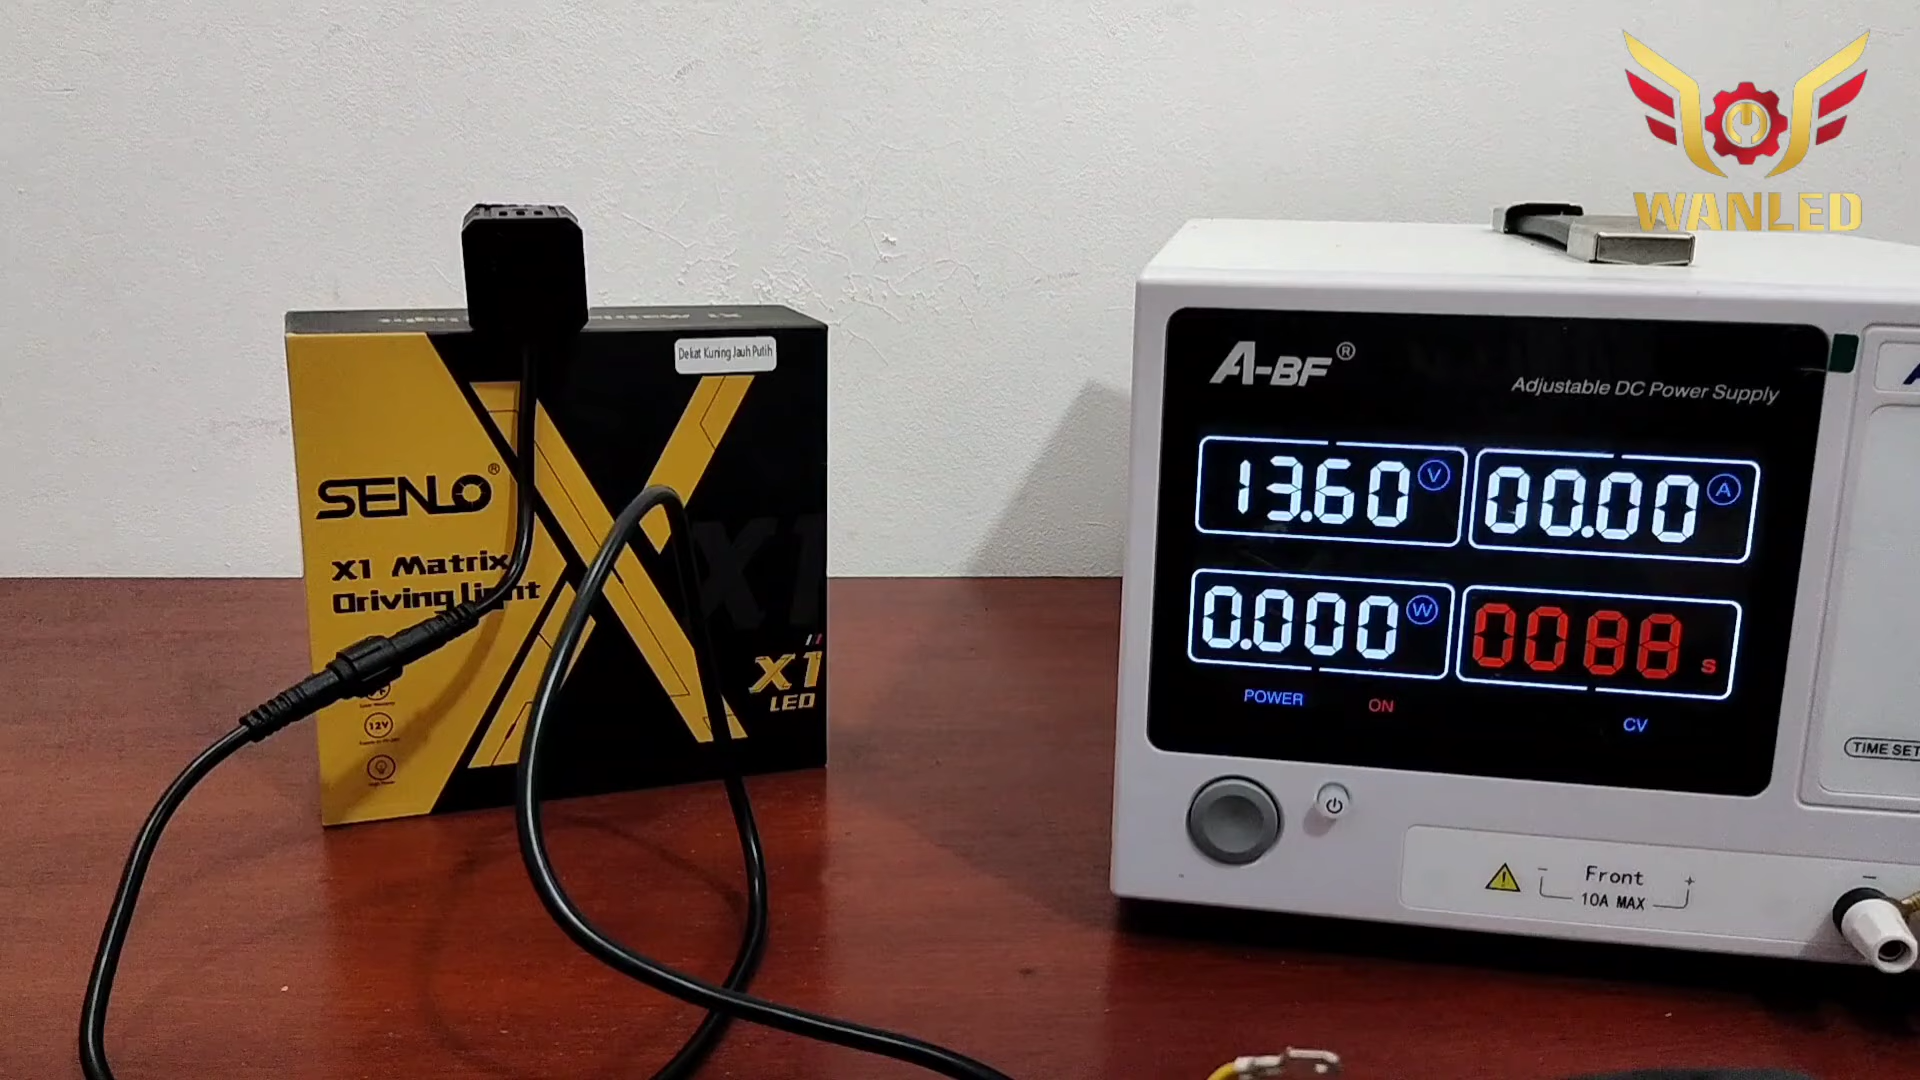 WANLED
Dekat Kuning Jauh Putih
SENLO®
X1 Matrix
Driving light
12V
X1
X1
LED
A-BF®
Adjustable DC Power Supply
13.60 V
00.00 A
0.000 W
0088 s
POWER
ON
CV
TIME SET
Front
10A MAX
- +